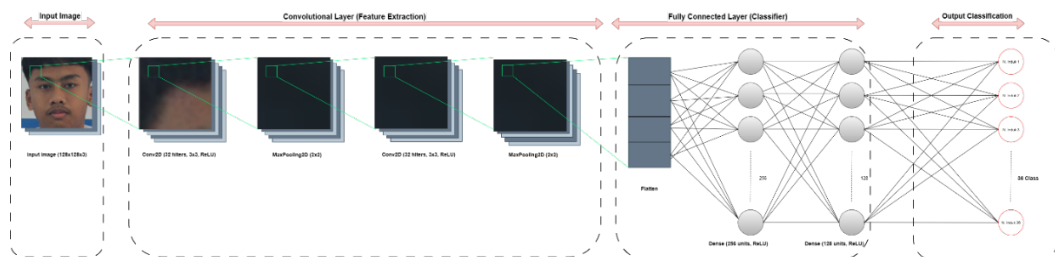 Input Image
Convolutional Layer (Feature Extraction)
Fully Connected Layer (Classifier)
Output Classification
Input Image (128x128x3)
Conv2D (32 filters, 3x3, ReLU)
MaxPooling2D (2x2)
Conv2D (32 filters, 3x3, ReLU)
MaxPooling2D (2x2)
Flatten
256
Dense (256 units, ReLU)
128
Dense (128 units, ReLU)
Class